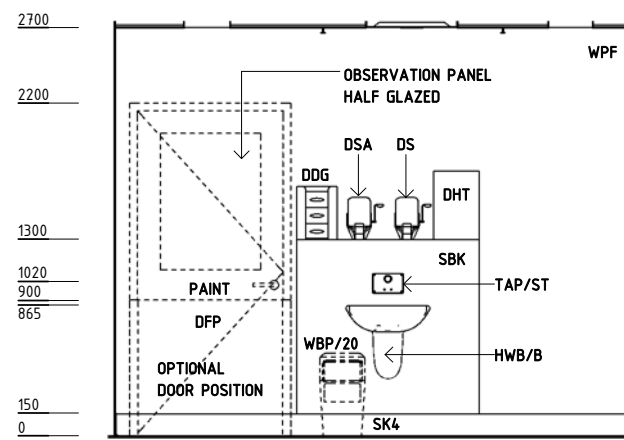 2700
WPF
OBSERVATION PANEL
HALF GLAZED
2200
DSA
DS
DDG
DHT
1300
SBK
1020
TAP/ST
PAINT
900
865
DFP
WBP/20
HWB/B
OPTIONAL
DOOR POSITION
150
SK4
0